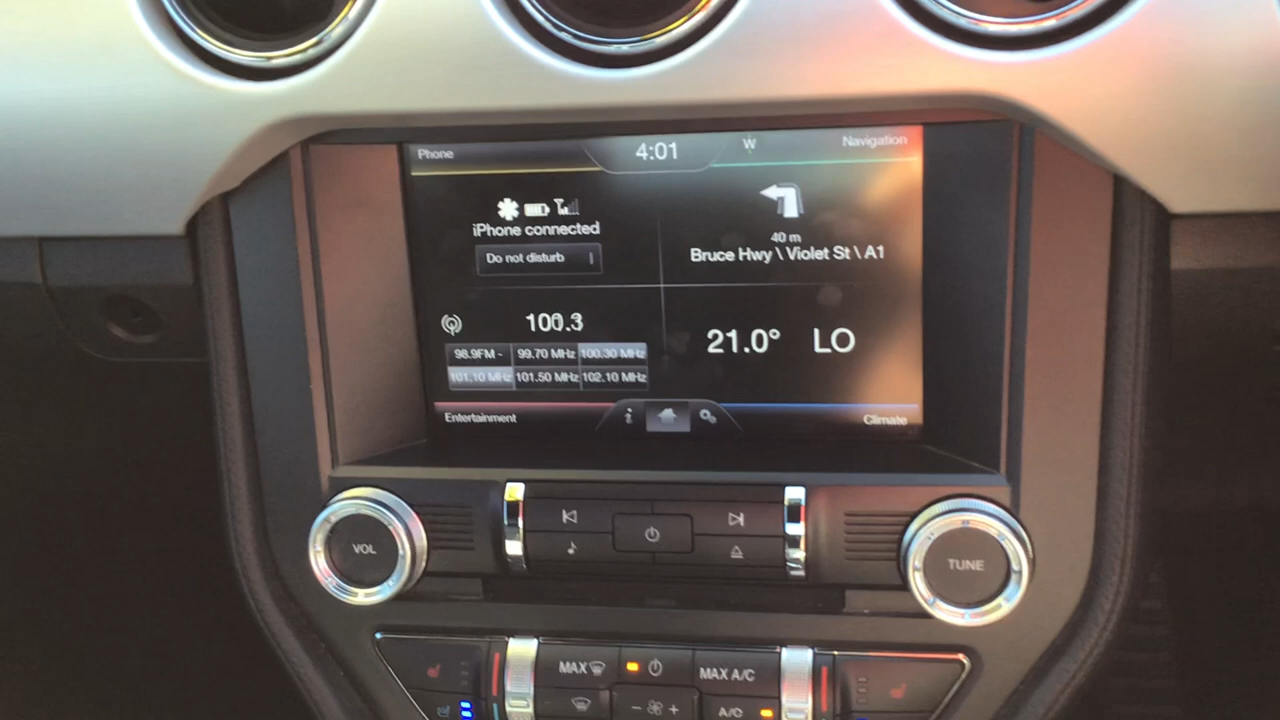 Phone
4:01
W
Navigation
iPhone connected
Do not disturb
40 m
Bruce Hwy \ Violet St \ A1
100.3
98.9FM -
99.70 MHz
100.30 MHz
101.10 MHz
101.50 MHz
102.10 MHz
21.0°
LO
Entertainment
i
Climate
VOL
TUNE
MAX
MAX A/C
- +
A/C